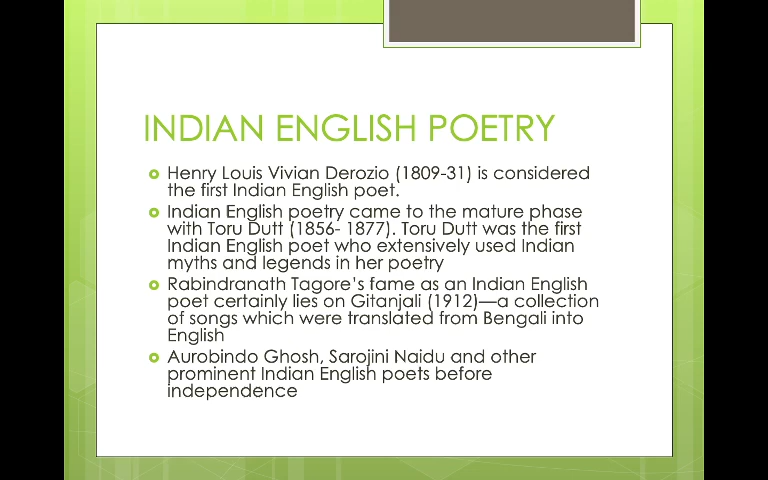 INDIAN ENGLISH POETRY
Henry Louis Vivian Derozio (1809-31) is considered
the first Indian English poet.
Indian English poetry came to the mature phase
with Toru Dutt (1856- 1877). Toru Dutt was the first
Indian English poet who extensively used Indian
myths and legends in her poetry
Rabindranath Tagore's fame as an Indian English
poet certainly lies on Gitanjali (1912)—a collection
of songs which were translated from Bengali into
English
Aurobindo Ghosh, Sarojini Naidu and other
prominent Indian English poets before
independence